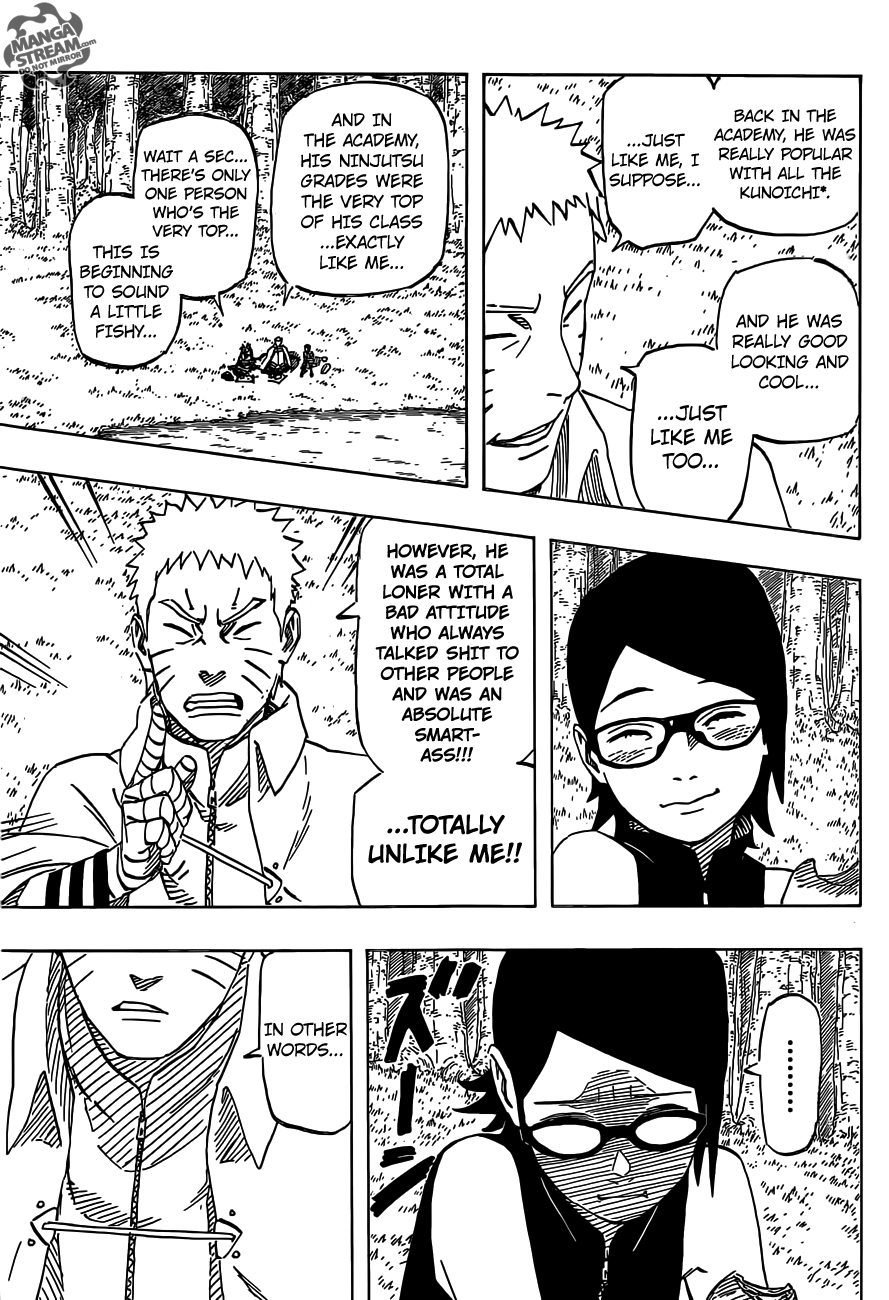 MANGA
STREAM.com
DO NOT MIRROR
BACK IN THE
ACADEMY, HE WAS
REALLY POPULAR
WITH ALL THE
KUNOICHI*.
...JUST
LIKE ME, I
SUPPOSE...
AND HE WAS
REALLY GOOD
LOOKING AND
COOL...
...JUST
LIKE ME
TOO...
AND IN
THE ACADEMY,
HIS NINJUTSU
GRADES WERE
THE VERY TOP
OF HIS CLASS
...EXACTLY
LIKE ME...
WAIT A SEC...
THERE'S ONLY
ONE PERSON
WHO'S THE
VERY TOP...
THIS IS
BEGINNING
TO SOUND
A LITTLE
FISHY...
HOWEVER, HE
WAS A TOTAL
LONER WITH A
BAD ATTITUDE
WHO ALWAYS
TALKED SHIT TO
OTHER PEOPLE
AND WAS AN
ABSOLUTE
SMART-
ASS!!!
...TOTALLY
UNLIKE ME!!
.........
ズーン
IN OTHER
WORDS...